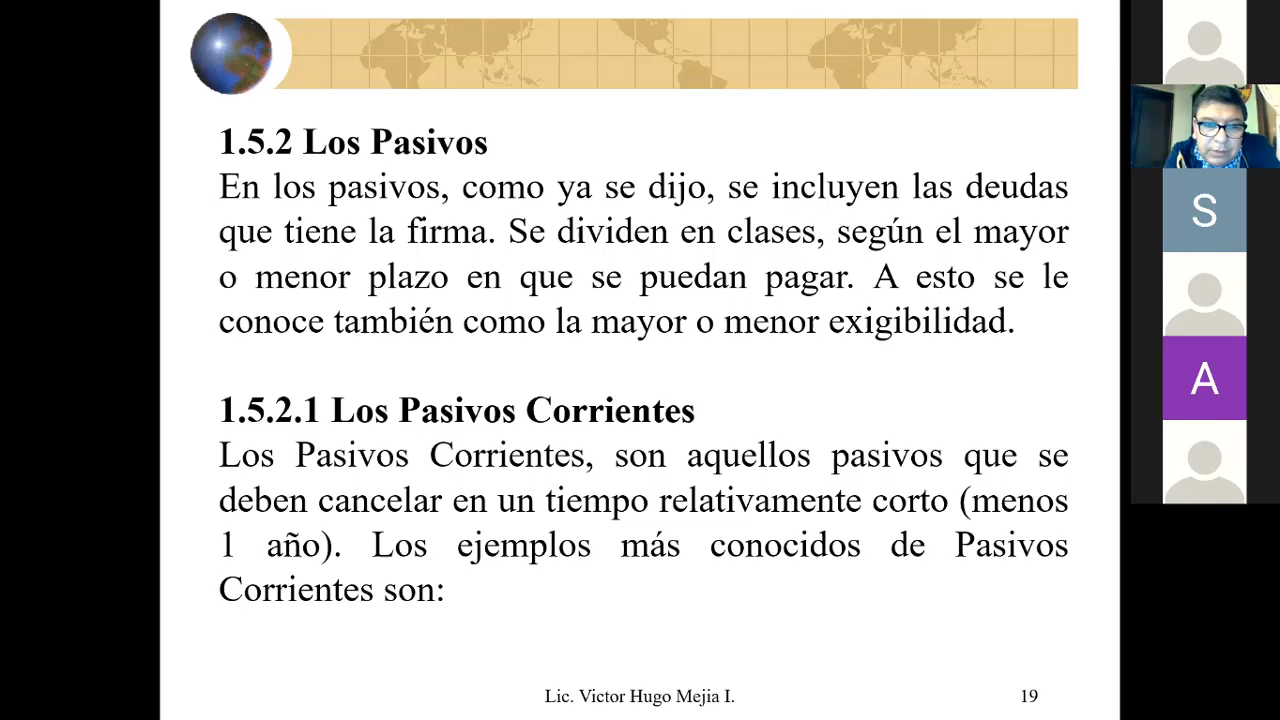 1.5.2 Los Pasivos
En los pasivos, como ya se dijo, se incluyen las deudas
que tiene la firma. Se dividen en clases, según el mayor
o menor plazo en que se puedan pagar. A esto se le
conoce también como la mayor o menor exigibilidad.
1.5.2.1 Los Pasivos Corrientes
Los Pasivos Corrientes, son aquellos pasivos que se
deben cancelar en un tiempo relativamente corto (menos
1 año). Los ejemplos más conocidos de Pasivos
Corrientes son:
Lic. Victor Hugo Mejia I.
19
S
A